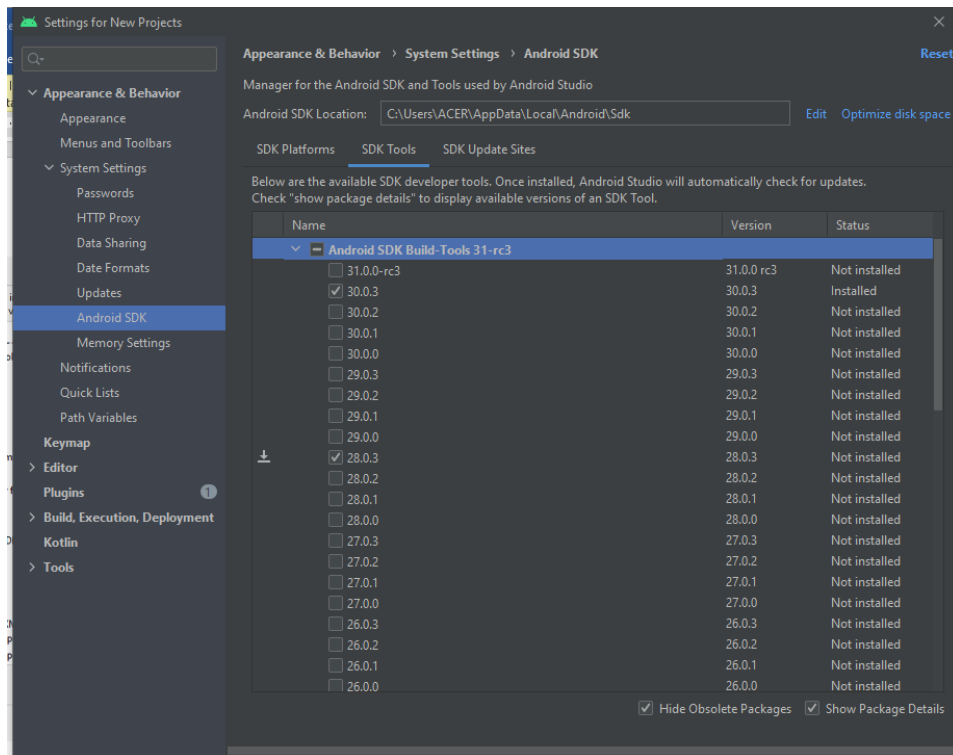 Settings for New Projects
Appearance & Behavior
Appearance
Menus and Toolbars
System Settings
Passwords
HTTP Proxy
Data Sharing
Date Formats
Updates
Android SDK
Memory Settings
Notifications
Quick Lists
Path Variables
Keymap
Editor
Plugins 1
Build, Execution, Deployment
Kotlin
Tools
Appearance & Behavior › System Settings › Android SDK Reset
Manager for the Android SDK and Tools used by Android Studio
Android SDK Location: C:\Users\ACER\AppData\Local\Android\Sdk Edit Optimize disk space
SDK Platforms SDK Tools SDK Update Sites
Below are the available SDK developer tools. Once installed, Android Studio will automatically check for updates.
Check "show package details" to display available versions of an SDK Tool.
Name Version Status
Android SDK Build-Tools 31-rc3
31.0.0-rc3 31.0.0 rc3 Not installed
30.0.3 30.0.3 Installed
30.0.2 30.0.2 Not installed
30.0.1 30.0.1 Not installed
30.0.0 30.0.0 Not installed
29.0.3 29.0.3 Not installed
29.0.2 29.0.2 Not installed
29.0.1 29.0.1 Not installed
29.0.0 29.0.0 Not installed
28.0.3 28.0.3 Not installed
28.0.2 28.0.2 Not installed
28.0.1 28.0.1 Not installed
28.0.0 28.0.0 Not installed
27.0.3 27.0.3 Not installed
27.0.2 27.0.2 Not installed
27.0.1 27.0.1 Not installed
27.0.0 27.0.0 Not installed
26.0.3 26.0.3 Not installed
26.0.2 26.0.2 Not installed
26.0.1 26.0.1 Not installed
26.0.0 26.0.0 Not installed
Hide Obsolete Packages Show Package Details